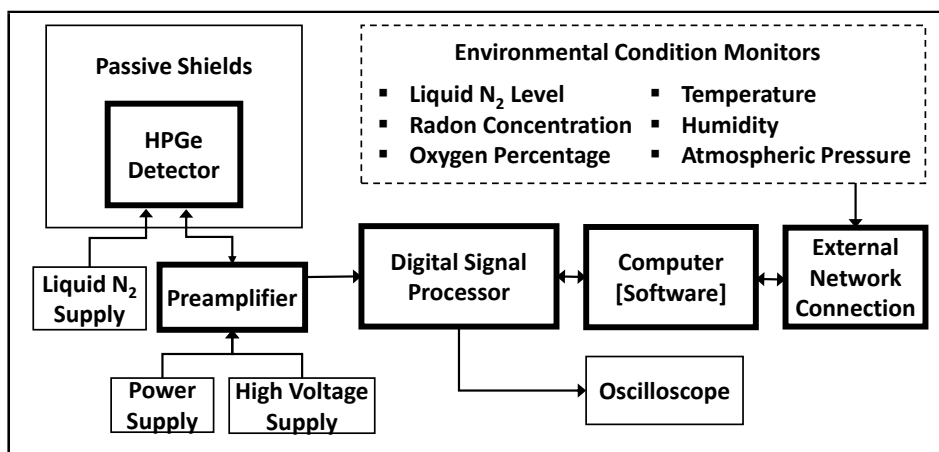 Passive Shields
HPGe
Detector
Environmental Condition Monitors
▪ Liquid N₂ Level
▪ Radon Concentration
▪ Oxygen Percentage
▪ Temperature
▪ Humidity
▪ Atmospheric Pressure
Liquid N₂
Supply
Preamplifier
Digital Signal
Processor
Computer
[Software]
External
Network
Connection
Power
Supply
High Voltage
Supply
Oscilloscope